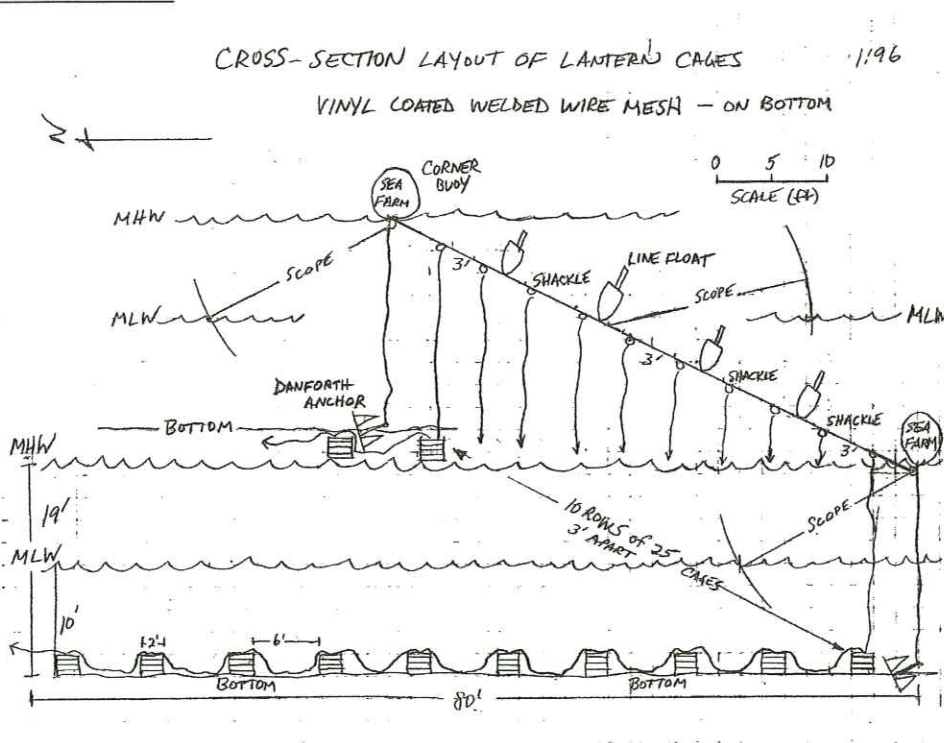 CROSS-SECTION LAYOUT OF LANTERN CAGES 1:96
VINYL COATED WELDED WIRE MESH - ON BOTTOM
N
0 5 10
SCALE (FT)
CORNER
BUOY
SEA
FARM
MHW
SCOPE
3'
LINE FLOAT
SHACKLE
SCOPE
MLW
MLW
3'
SHACKLE
DANFORTH
ANCHOR
SHACKLE
BOTTOM
SEA
FARM
3'
MHW
19'
10 ROWS of 25
3' APART
CAGES
SCOPE
MLW
10'
2'
6'
BOTTOM
BOTTOM
80'